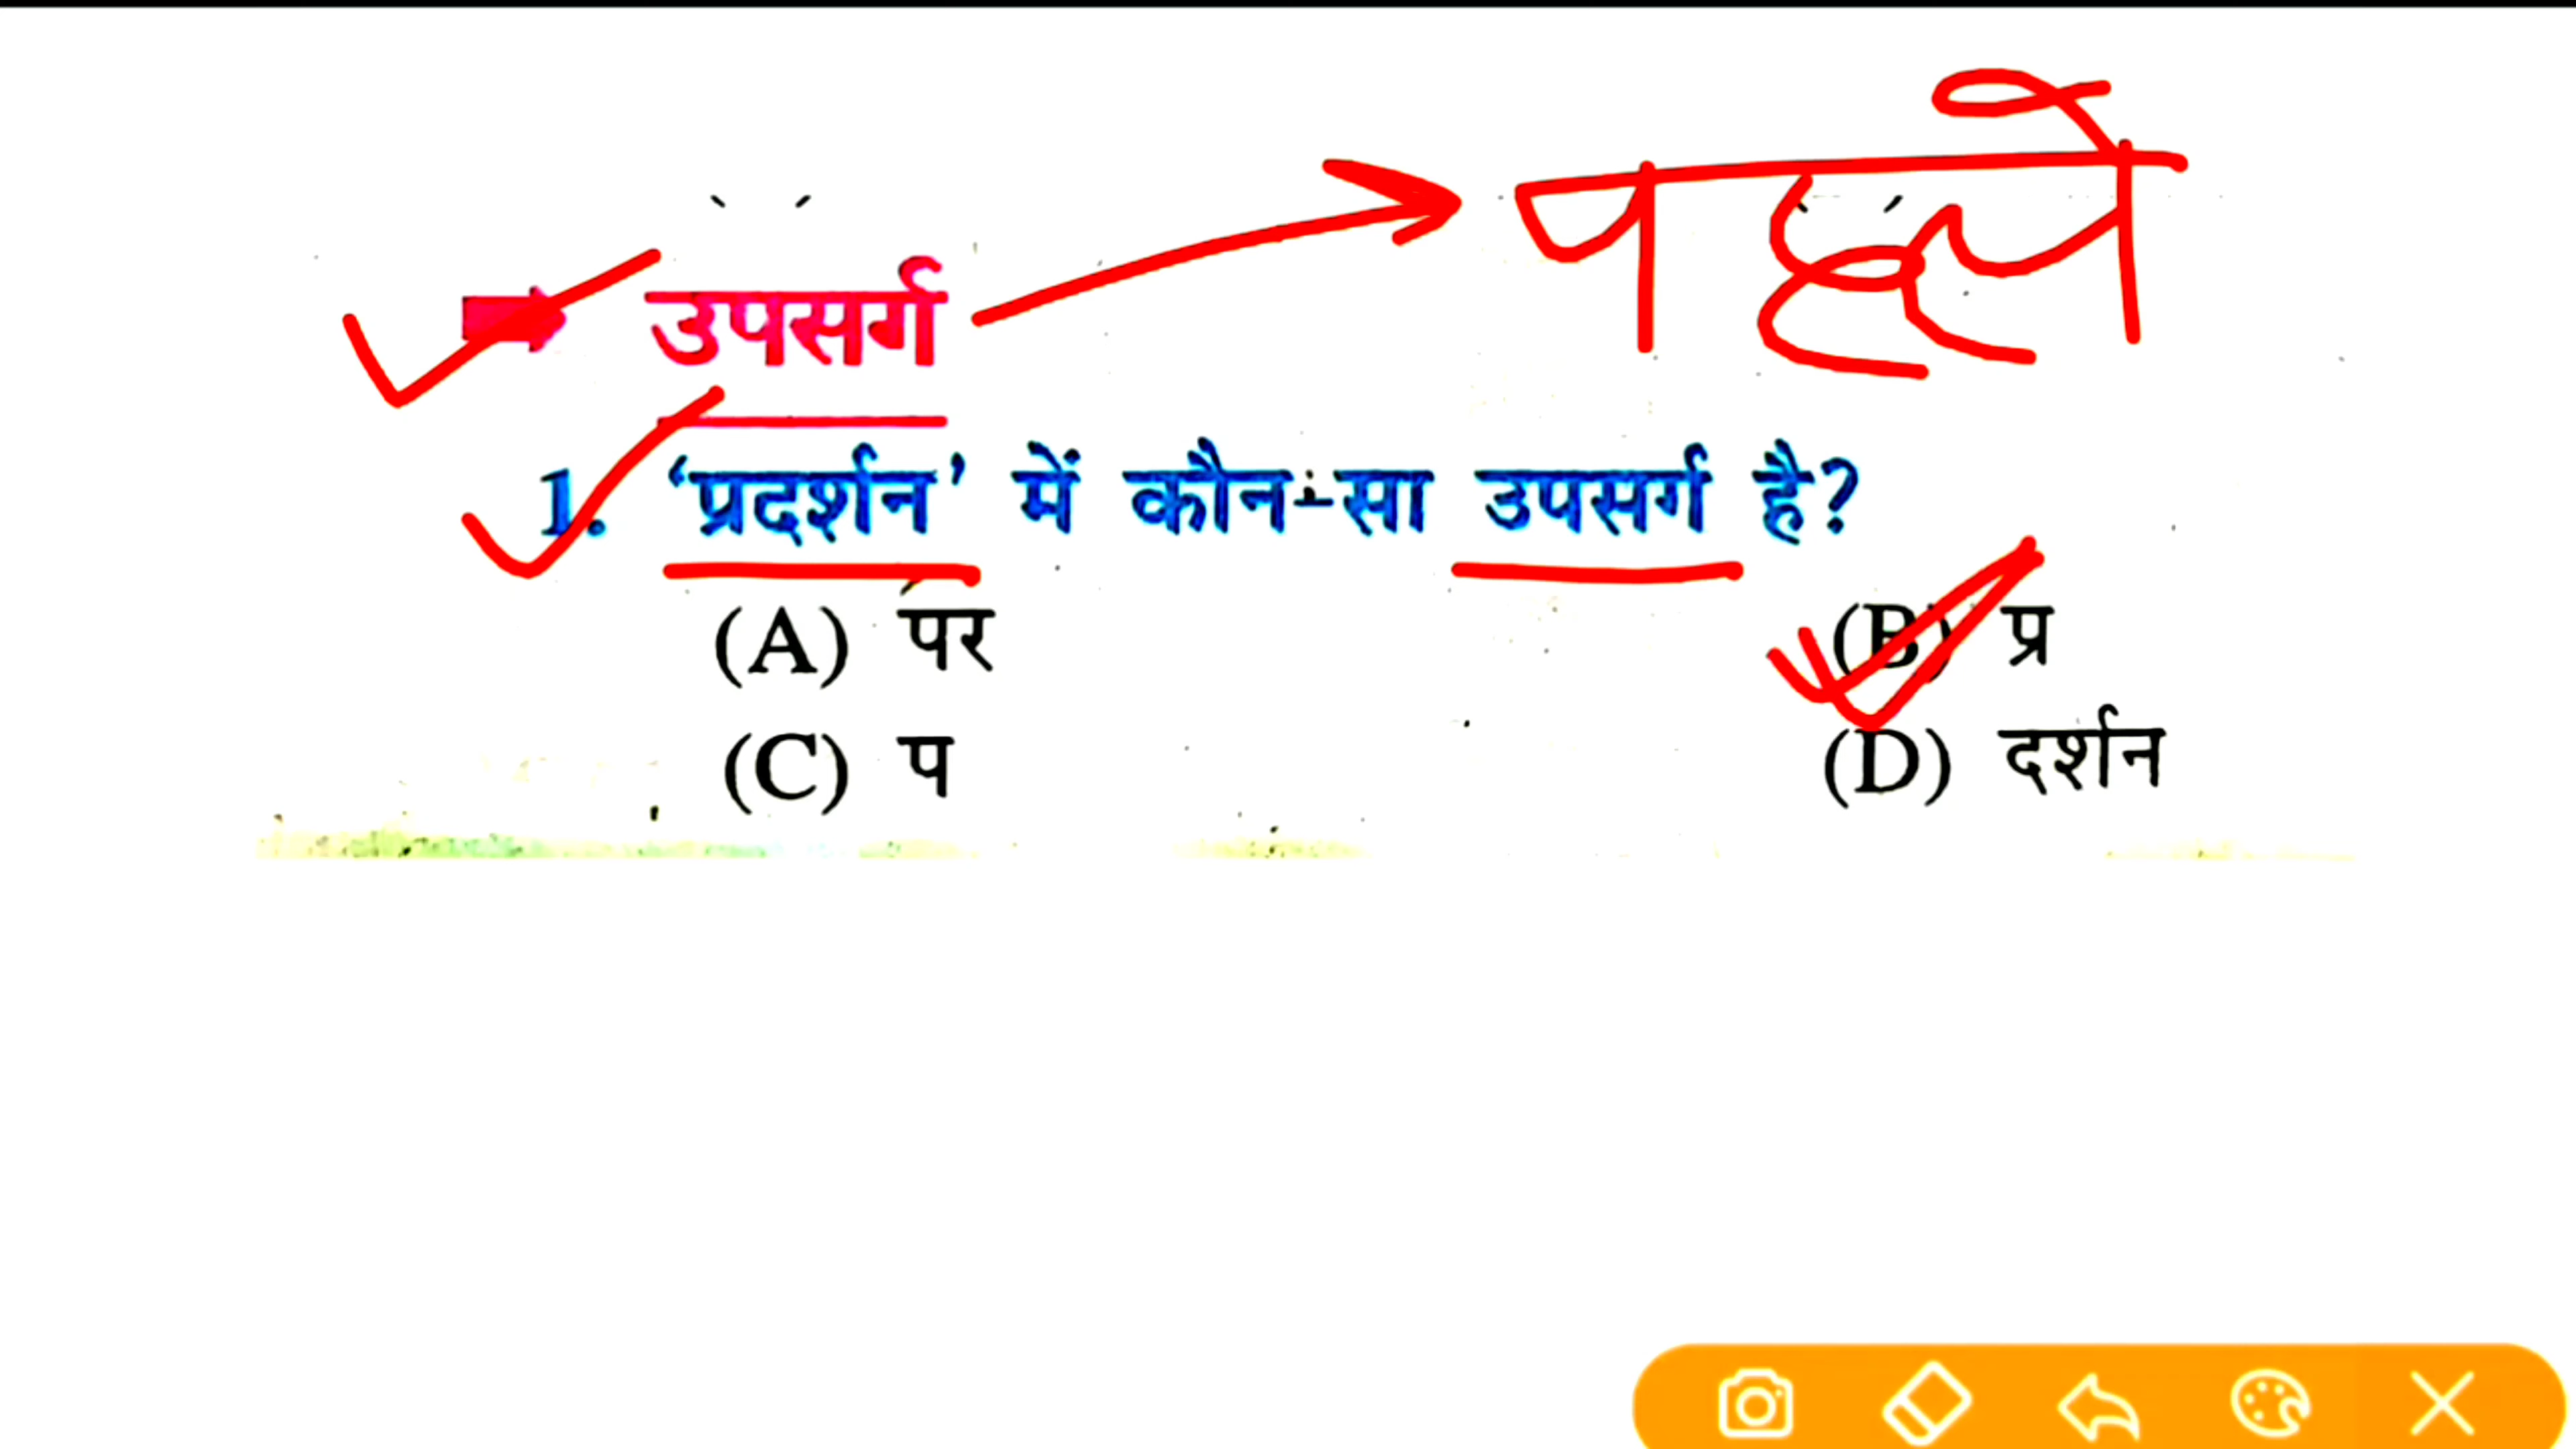 पहले
उपसर्ग
1. ‘प्रदर्शन’ में कौन-सा उपसर्ग है?
(A) पर (B) प्र
(C) प (D) दर्शन